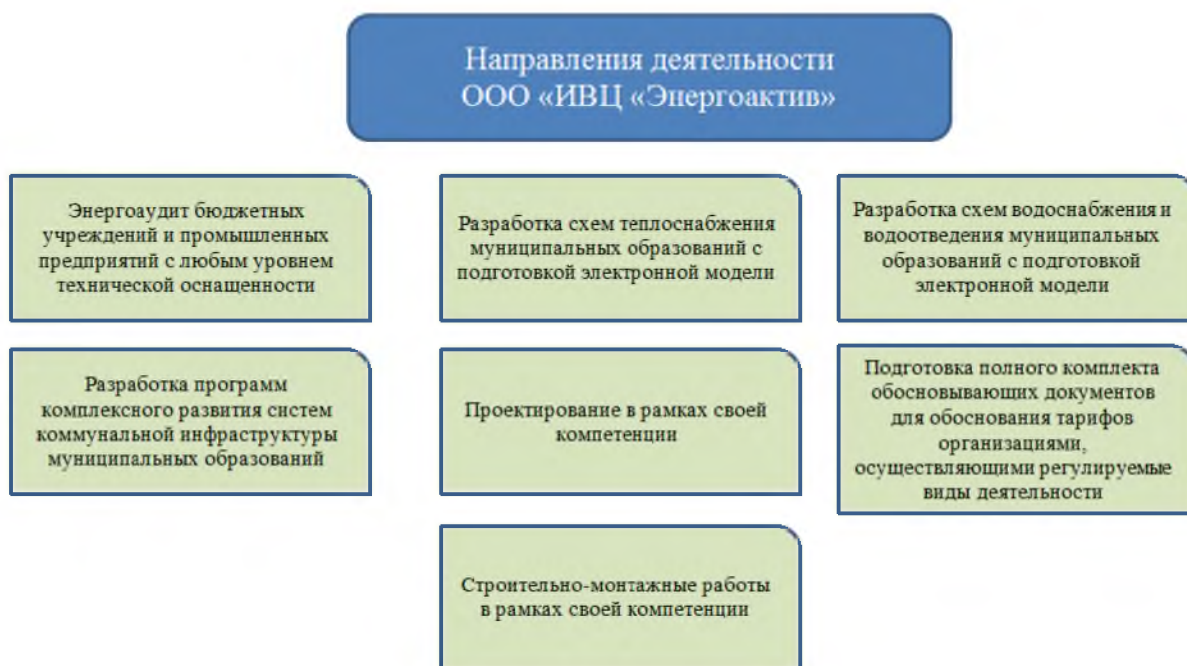 Направления деятельности
ООО «ИВЦ «Энергоактив»
Энергоаудит бюджетных
учреждений и промышленных
предприятий с любым уровнем
технической оснащенности
Разработка схем теплоснабжения
муниципальных образований с
подготовкой электронной модели
Разработка схем водоснабжения и
водоотведения муниципальных
образований с подготовкой
электронной модели
Разработка программ
комплексного развития систем
коммунальной инфраструктуры
муниципальных образований
Проектирование в рамках своей
компетенции
Подготовка полного комплекта
обосновывающих документов
для обоснования тарифов
организациями,
осуществляющими регулируемые
виды деятельности
Строительно-монтажные работы
в рамках своей компетенции